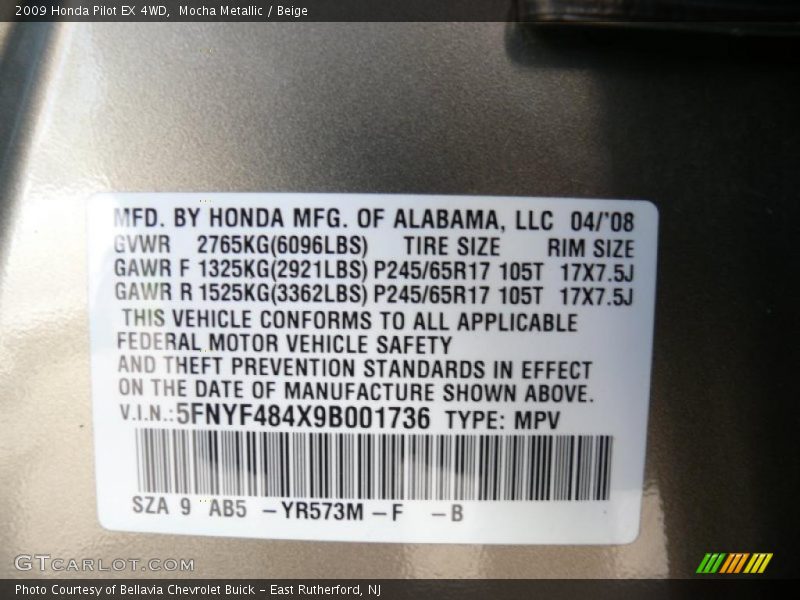 2009 Honda Pilot EX 4WD,  Mocha Metallic / Beige
MFD. BY HONDA MFG. OF ALABAMA, LLC 04/'08
GVWR 2765KG(6096LBS) TIRE SIZE RIM SIZE
GAWR F 1325KG(2921LBS) P245/65R17 105T 17X7.5J
GAWR R 1525KG(3362LBS) P245/65R17 105T 17X7.5J
THIS VEHICLE CONFORMS TO ALL APPLICABLE
FEDERAL MOTOR VEHICLE SAFETY
AND THEFT PREVENTION STANDARDS IN EFFECT
ON THE DATE OF MANUFACTURE SHOWN ABOVE.
V.I.N.:5FNYF484X9B001736 TYPE: MPV
SZA 9 AB5 –YR573M–F –B
GTCARLOT.COM
Photo Courtesy of Bellavia Chevrolet Buick – East Rutherford, NJ